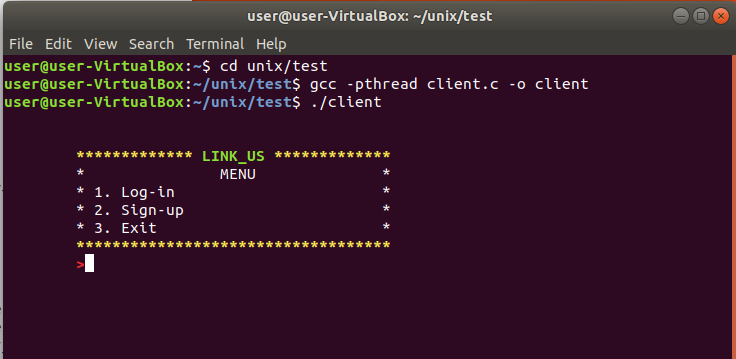 user@user-VirtualBox: ~/unix/test
File Edit View Search Terminal Help
user@user-VirtualBox:~$ cd unix/test
user@user-VirtualBox:~/unix/test$ gcc -pthread client.c -o client
user@user-VirtualBox:~/unix/test$ ./client
************* LINK_US *************
* MENU *
* 1. Log-in *
* 2. Sign-up *
* 3. Exit *
***********************************
>